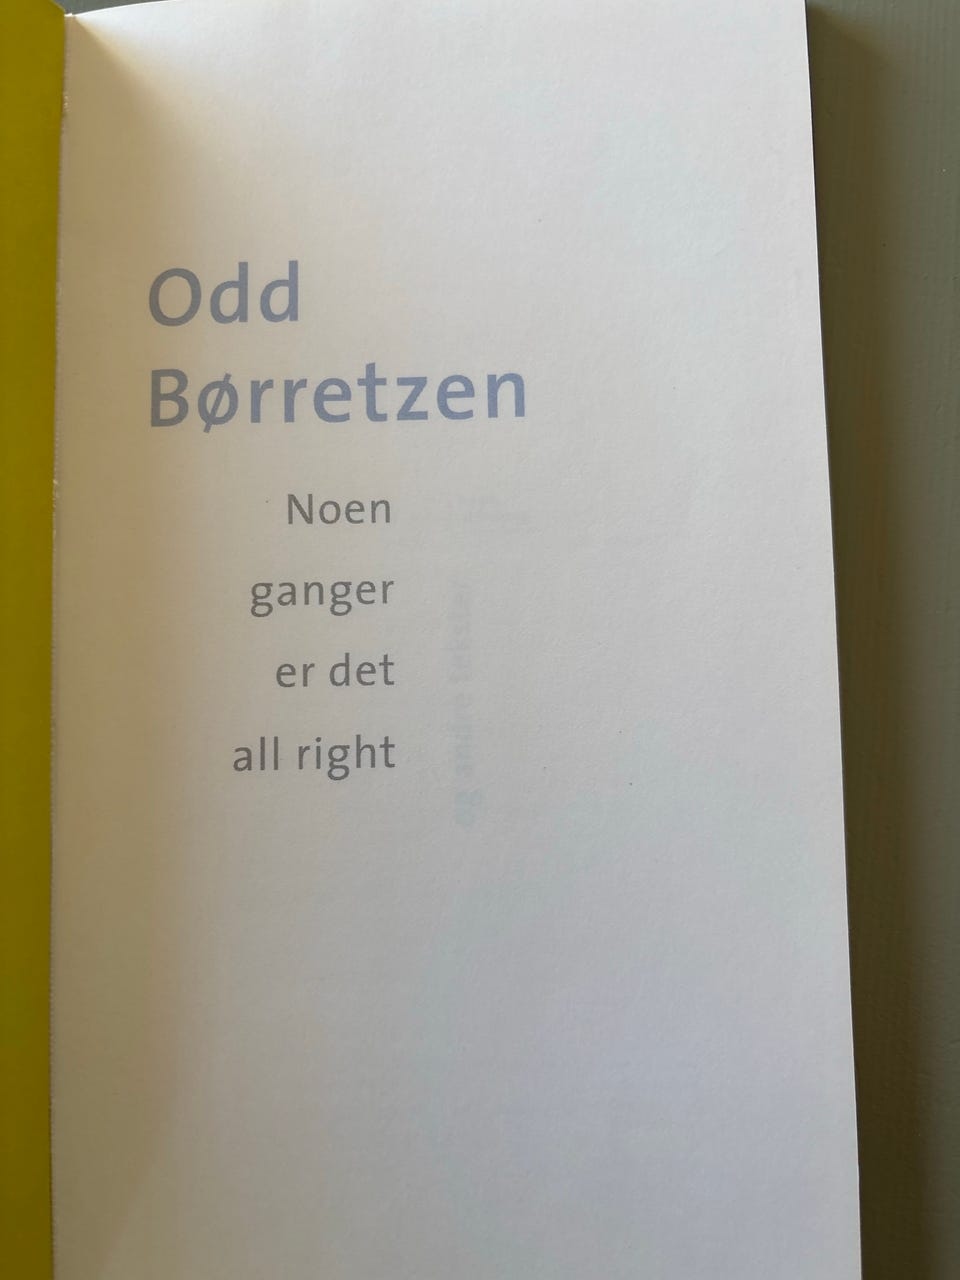 Odd
Børretzen
Noen
ganger
er det
all right